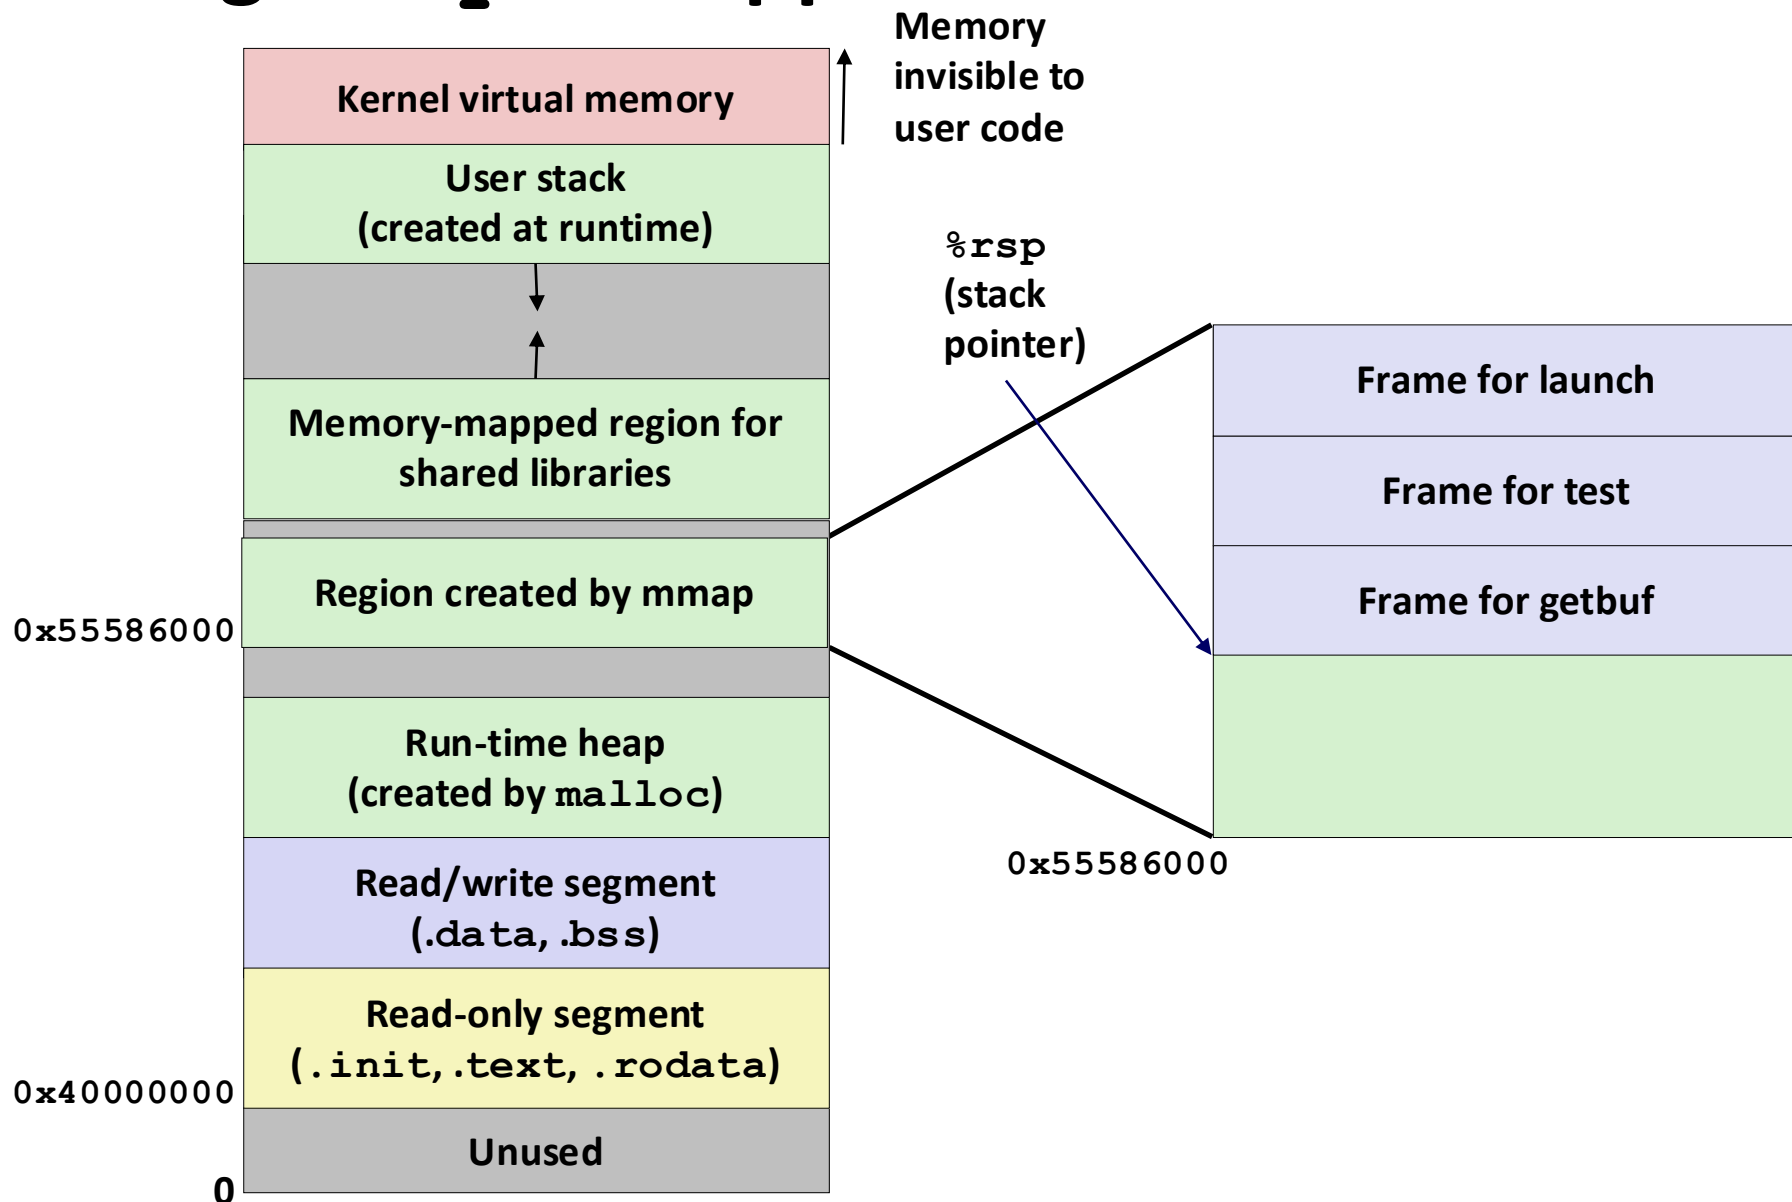 Memory
invisible to
user code
Kernel virtual memory
User stack
(created at runtime)
%rsp
(stack
pointer)
Memory-mapped region for
shared libraries
Region created by mmap
0x55586000
Run-time heap
(created by malloc)
Read/write segment
(.data, .bss)
Read-only segment
(.init, .text, .rodata)
0x40000000
Unused
0
Frame for launch
Frame for test
Frame for getbuf
0x55586000